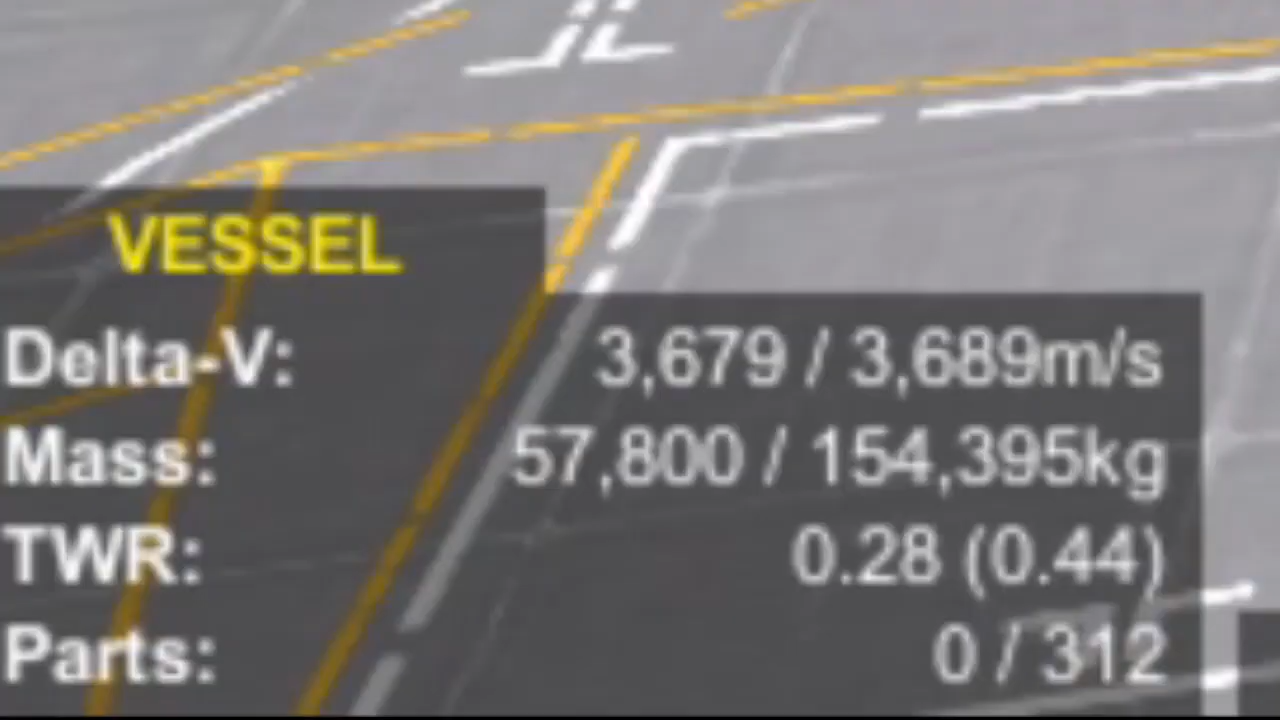 VESSEL
Delta-V: 3,679 / 3,689m/s
Mass: 57,800 / 154,395kg
TWR: 0.28 (0.44)
Parts: 0 / 312